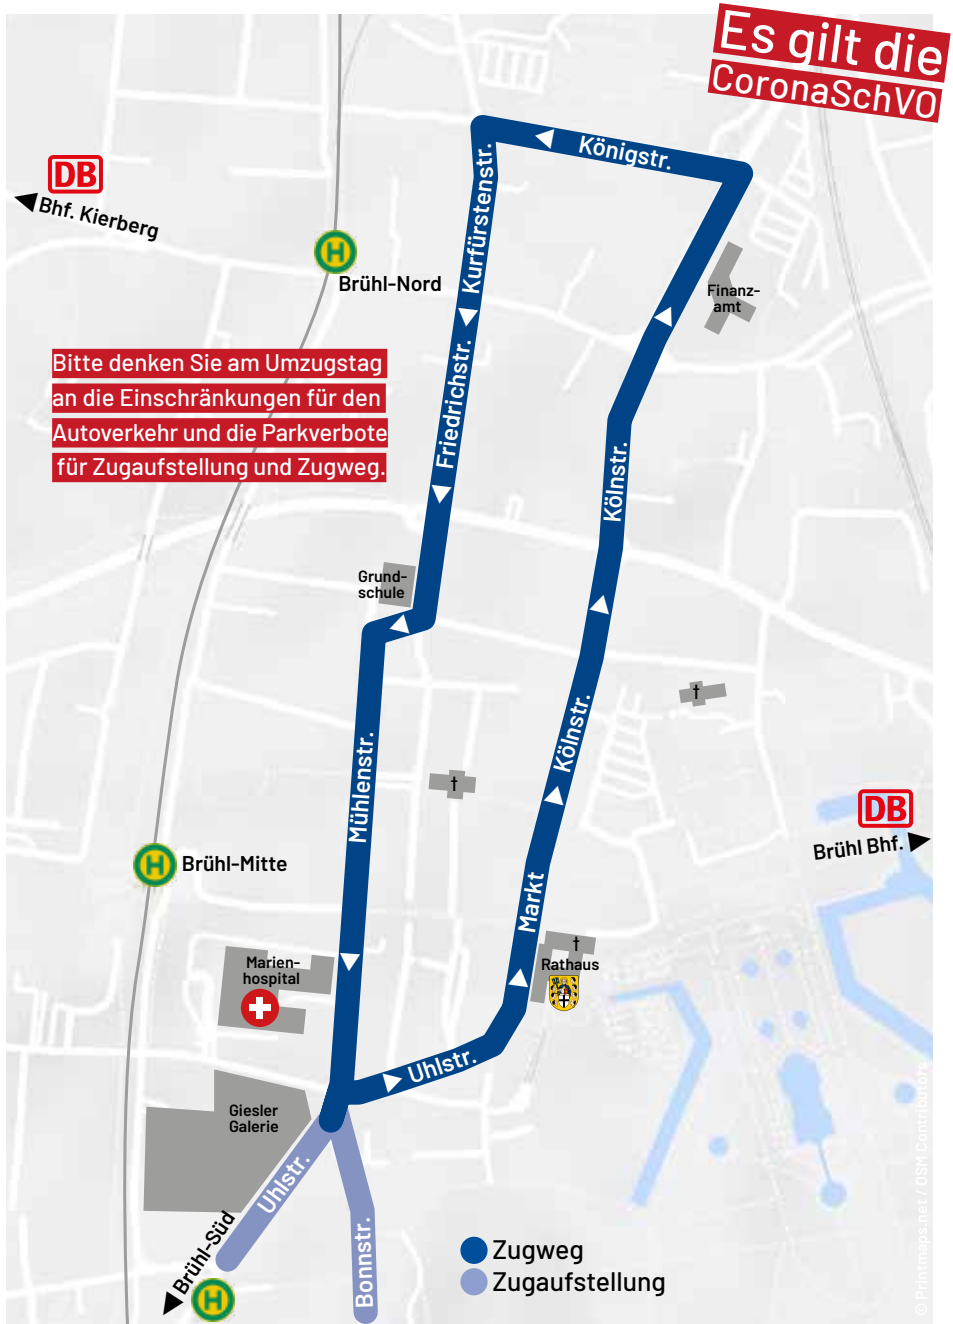 Es gilt die
CoronaSchVO
Königstr.
DB
Bhf. Kierberg
Kurfürstenstr.
H
Brühl-Nord
Finanz-
amt
Bitte denken Sie am Umzugstag
an die Einschränkungen für den
Autoverkehr und die Parkverbote
für Zugaufstellung und Zugweg.
Friedrichstr.
Kölnstr.
Grund-
schule
Kölnstr.
Mühlenstr.
DB
Brühl Bhf.
H
Brühl-Mitte
Markt
Marien-
hospital
Rathaus
Uhlstr.
Giesler
Galerie
Uhlstr.
Brühl-Süd
H
Bonnstr.
Zugweg
Zugaufstellung
© Printmaps.net / OSM Contributors